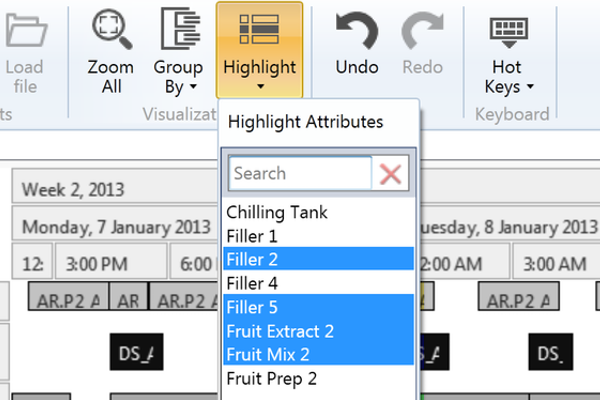 Load file
Zoom All
Group By
Highlight
Undo
Redo
Hot Keys
ts
Visualizat
Keyboard
Highlight Attributes
Search
Week 2, 2013
Monday, 7 January 2013
uesday, 8 January 2013
12:
3:00 PM
6:00
2:00 AM
3:00 AM
Chilling Tank
Filler 1
Filler 2
Filler 4
Filler 5
Fruit Extract 2
Fruit Mix 2
Fruit Prep 2
AR.P2
AR
AR.P2
AR.P2
DS_
DS_